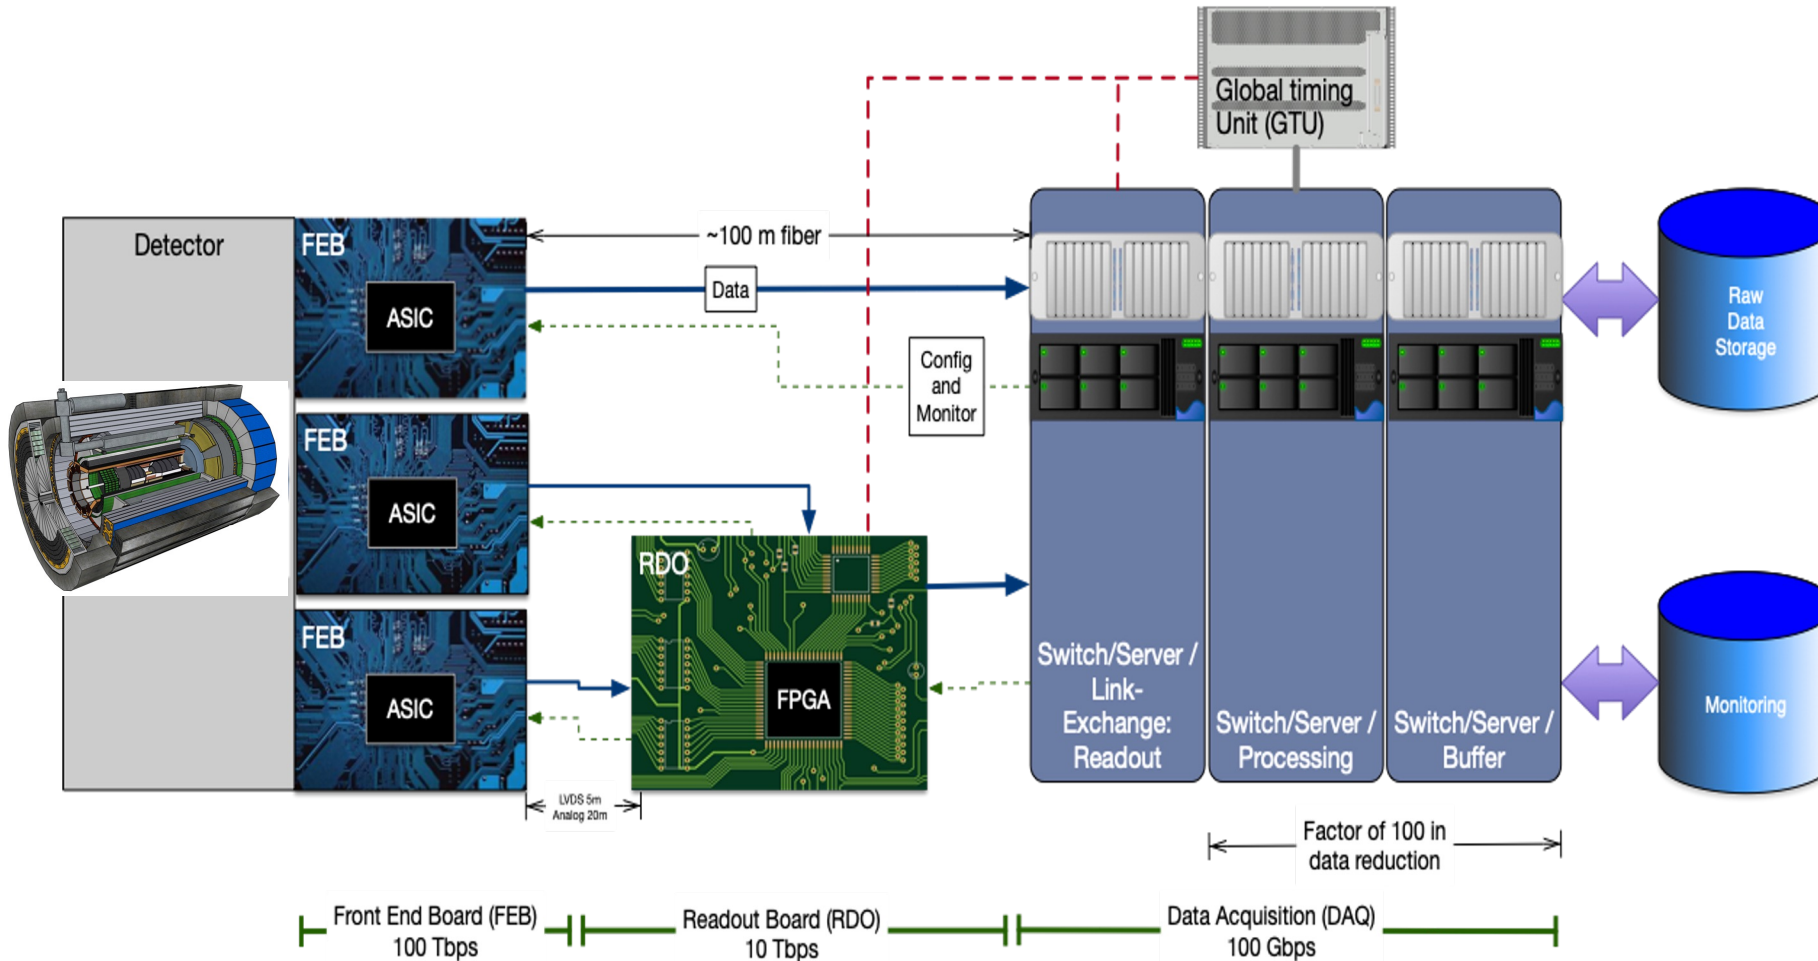 Global timing
Unit (GTU)
Detector
FEB
ASIC
~100 m fiber
Data
Config
and
Monitor
FEB
ASIC
RDO
FPGA
FEB
ASIC
LVDS 5m
Analog 20m
Switch/Server /
Link-
Exchange:
Readout
Switch/Server /
Processing
Switch/Server /
Buffer
Raw
Data
Storage
Monitoring
Factor of 100 in
data reduction
Front End Board (FEB)
100 Tbps
Readout Board (RDO)
10 Tbps
Data Acquisition (DAQ)
100 Gbps